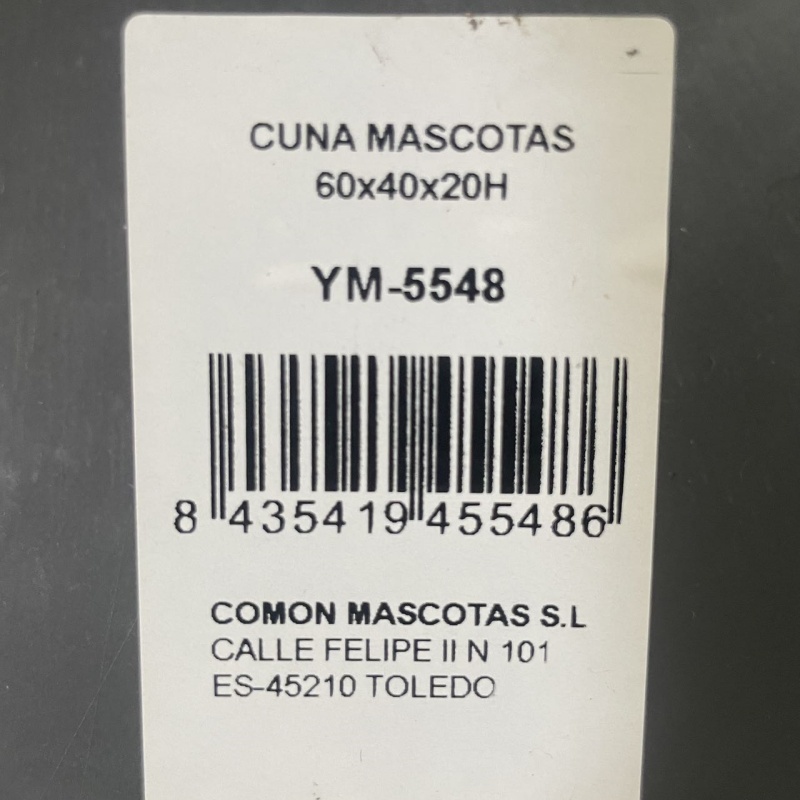 CUNA MASCOTAS
60x40x20H
YM-5548
8 435419 455486
COMON MASCOTAS S.L
CALLE FELIPE II N 101
ES-45210 TOLEDO